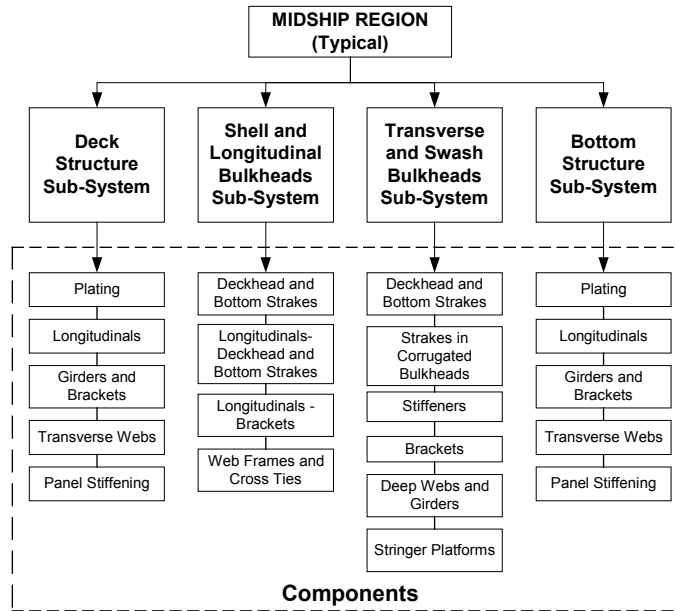 MIDSHIP REGION
(Typical)
Deck
Structure
Sub-System
Shell and
Longitudinal
Bulkheads
Sub-System
Transverse
and Swash
Bulkheads
Sub-System
Bottom
Structure
Sub-System
Plating
Longitudinals
Girders and
Brackets
Transverse Webs
Panel Stiffening
Deckhead and
Bottom Strakes
Longitudinals-
Deckhead and
Bottom Strakes
Longitudinals -
Brackets
Web Frames and
Cross Ties
Deckhead and
Bottom Strakes
Strakes in
Corrugated
Bulkheads
Stiffeners
Brackets
Deep Webs and
Girders
Stringer Platforms
Plating
Longitudinals
Girders and
Brackets
Transverse Webs
Panel Stiffening
Components